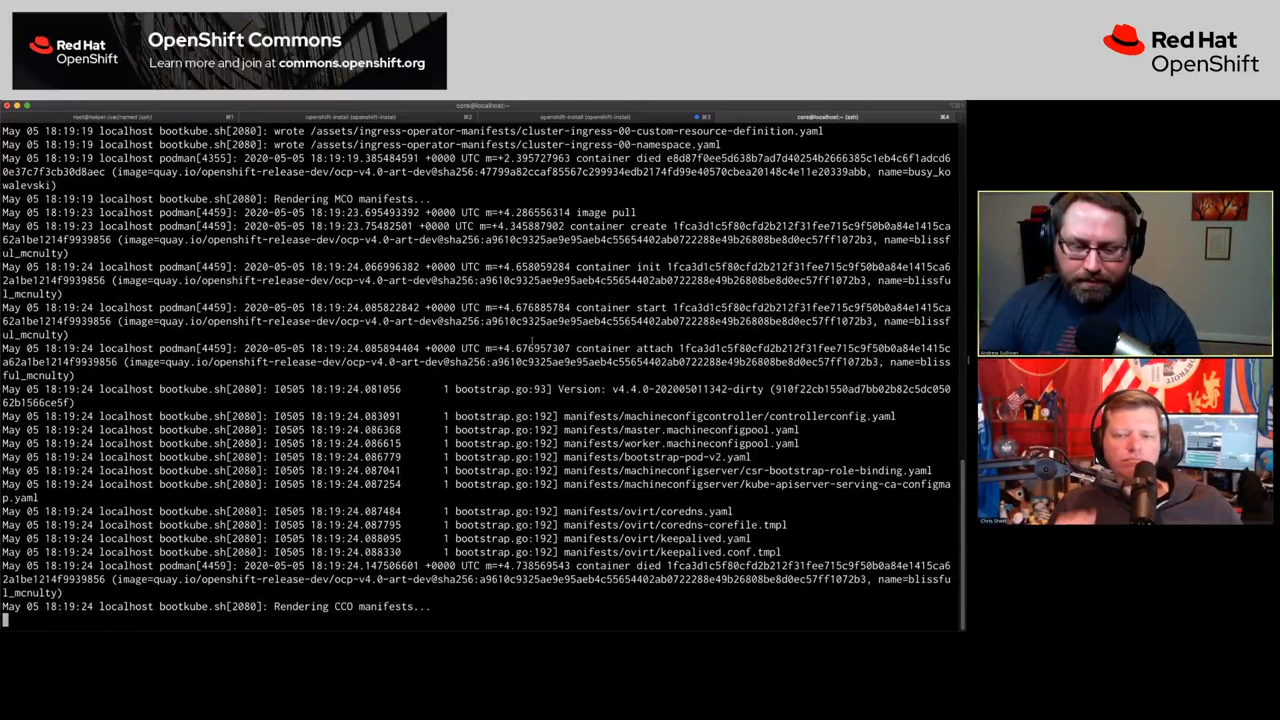 Red Hat
OpenShift
OpenShift Commons
Learn more and join at commons.openshift.org
Red Hat
OpenShift
core@localhost:~
root@helper:/var/named (ssh) ⌘1 openshift-install (openshift-install) ⌘2 openshift-install (openshift-install) ⌘3 core@localhost:~ (ssh) ⌘4
May 05 18:19:19 localhost bootkube.sh[2080]: wrote /assets/ingress-operator-manifests/cluster-ingress-00-custom-resource-definition.yaml
May 05 18:19:19 localhost bootkube.sh[2080]: wrote /assets/ingress-operator-manifests/cluster-ingress-00-namespace.yaml
May 05 18:19:19 localhost podman[4355]: 2020-05-05 18:19:19.385484591 +0000 UTC m=+2.395727963 container died e8d87f0ee5d638b7ad7d40254b2666385c1eb4c6f1adcd6
0e37c7f3cb30d8aec (image=quay.io/openshift-release-dev/ocp-v4.0-art-dev@sha256:47799a82ccaf85567c299934edb2174fd99e40570cbea20148c4e11e20339abb, name=busy_ko
walevski)
May 05 18:19:19 localhost bootkube.sh[2080]: Rendering MCO manifests...
May 05 18:19:23 localhost podman[4459]: 2020-05-05 18:19:23.695493392 +0000 UTC m=+4.286556314 image pull
May 05 18:19:23 localhost podman[4459]: 2020-05-05 18:19:23.75482501 +0000 UTC m=+4.345887902 container create 1fca3d1c5f80cfd2b212f31fee715c9f50b0a84e1415ca
62a1be1214f9939856 (image=quay.io/openshift-release-dev/ocp-v4.0-art-dev@sha256:a9610c9325ae9e95aeb4c55654402ab0722288e49b26808be8d0ec57ff1072b3, name=blissf
ul_mcnulty)
May 05 18:19:24 localhost podman[4459]: 2020-05-05 18:19:24.066996382 +0000 UTC m=+4.658059284 container init 1fca3d1c5f80cfd2b212f31fee715c9f50b0a84e1415ca6
2a1be1214f9939856 (image=quay.io/openshift-release-dev/ocp-v4.0-art-dev@sha256:a9610c9325ae9e95aeb4c55654402ab0722288e49b26808be8d0ec57ff1072b3, name=blissfu
l_mcnulty)
May 05 18:19:24 localhost podman[4459]: 2020-05-05 18:19:24.085822842 +0000 UTC m=+4.676885784 container start 1fca3d1c5f80cfd2b212f31fee715c9f50b0a84e1415ca
62a1be1214f9939856 (image=quay.io/openshift-release-dev/ocp-v4.0-art-dev@sha256:a9610c9325ae9e95aeb4c55654402ab0722288e49b26808be8d0ec57ff1072b3, name=blissf
ul_mcnulty)
May 05 18:19:24 localhost podman[4459]: 2020-05-05 18:19:24.085894404 +0000 UTC m=+4.676957307 container attach 1fca3d1c5f80cfd2b212f31fee715c9f50b0a84e1415c
a62a1be1214f9939856 (image=quay.io/openshift-release-dev/ocp-v4.0-art-dev@sha256:a9610c9325ae9e95aeb4c55654402ab0722288e49b26808be8d0ec57ff1072b3, name=bliss
ful_mcnulty)
May 05 18:19:24 localhost bootkube.sh[2080]: I0505 18:19:24.081056 1 bootstrap.go:93] Version: v4.4.0-202005011342-dirty (910f22cb1550ad7bb02b82c5dc050
62b1566ce5f)
May 05 18:19:24 localhost bootkube.sh[2080]: I0505 18:19:24.083091 1 bootstrap.go:192] manifests/machineconfigcontroller/controllerconfig.yaml
May 05 18:19:24 localhost bootkube.sh[2080]: I0505 18:19:24.086368 1 bootstrap.go:192] manifests/master.machineconfigpool.yaml
May 05 18:19:24 localhost bootkube.sh[2080]: I0505 18:19:24.086615 1 bootstrap.go:192] manifests/worker.machineconfigpool.yaml
May 05 18:19:24 localhost bootkube.sh[2080]: I0505 18:19:24.086779 1 bootstrap.go:192] manifests/bootstrap-pod-v2.yaml
May 05 18:19:24 localhost bootkube.sh[2080]: I0505 18:19:24.087041 1 bootstrap.go:192] manifests/machineconfigserver/csr-bootstrap-role-binding.yaml
May 05 18:19:24 localhost bootkube.sh[2080]: I0505 18:19:24.087254 1 bootstrap.go:192] manifests/machineconfigserver/kube-apiserver-serving-ca-configma
p.yaml
May 05 18:19:24 localhost bootkube.sh[2080]: I0505 18:19:24.087484 1 bootstrap.go:192] manifests/ovirt/coredns.yaml
May 05 18:19:24 localhost bootkube.sh[2080]: I0505 18:19:24.087795 1 bootstrap.go:192] manifests/ovirt/coredns-corefile.tmpl
May 05 18:19:24 localhost bootkube.sh[2080]: I0505 18:19:24.088095 1 bootstrap.go:192] manifests/ovirt/keepalived.yaml
May 05 18:19:24 localhost bootkube.sh[2080]: I0505 18:19:24.088330 1 bootstrap.go:192] manifests/ovirt/keepalived.conf.tmpl
May 05 18:19:24 localhost podman[4459]: 2020-05-05 18:19:24.147506601 +0000 UTC m=+4.738569543 container died 1fca3d1c5f80cfd2b212f31fee715c9f50b0a84e1415ca6
2a1be1214f9939856 (image=quay.io/openshift-release-dev/ocp-v4.0-art-dev@sha256:a9610c9325ae9e95aeb4c55654402ab0722288e49b26808be8d0ec57ff1072b3, name=blissfu
l_mcnulty)
May 05 18:19:24 localhost bootkube.sh[2080]: Rendering CCO manifests...
Andrew Sullivan
DETROIT
Chris Short